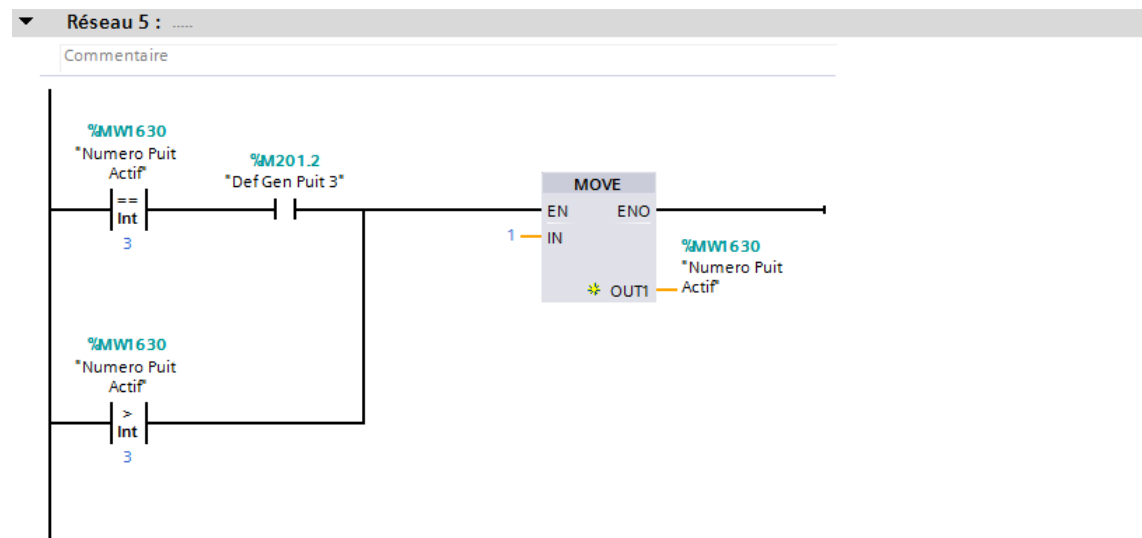 Réseau 5 : .....
Commentaire
%MW1630
"Numero Puit
Actif"
==
Int
3
%M201.2
"Def Gen Puit 3"
MOVE
EN ENO
1 IN
OUT1
%MW1630
"Numero Puit
Actif"
%MW1630
"Numero Puit
Actif"
>
Int
3